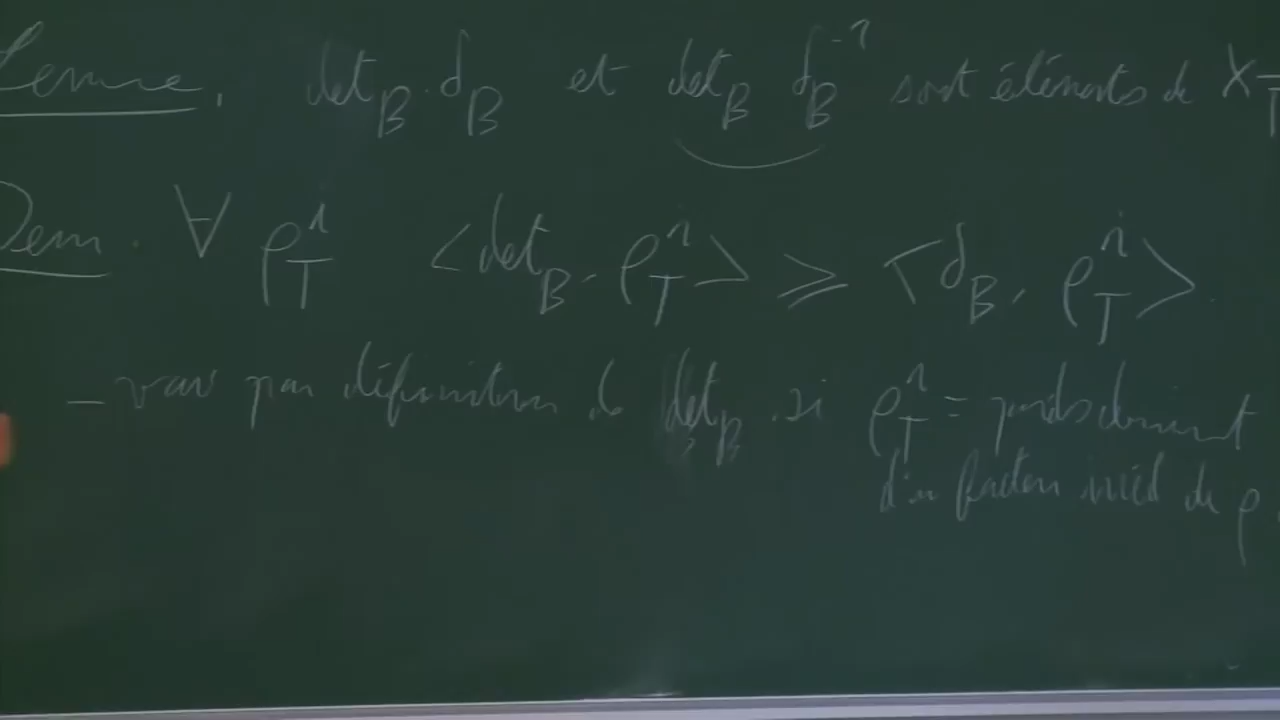 Lemme. det_B . δ_B et det_B δ_B^{-1} sont éléments de X_T
Dem. ∀ ρ_T^i <det_B, ρ_T^i> ⩾ <δ_B, ρ_T^i>
– vrai par définition de det_B si ρ_T^i = poids dominant
d'un facteur irréd de ρ